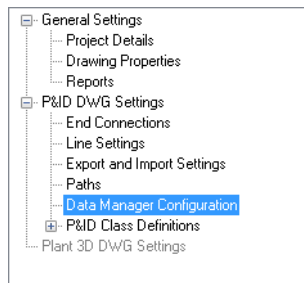 General Settings
Project Details
Drawing Properties
Reports
P&ID DWG Settings
End Connections
Line Settings
Export and Import Settings
Paths
Data Manager Configuration
P&ID Class Definitions
Plant 3D DWG Settings